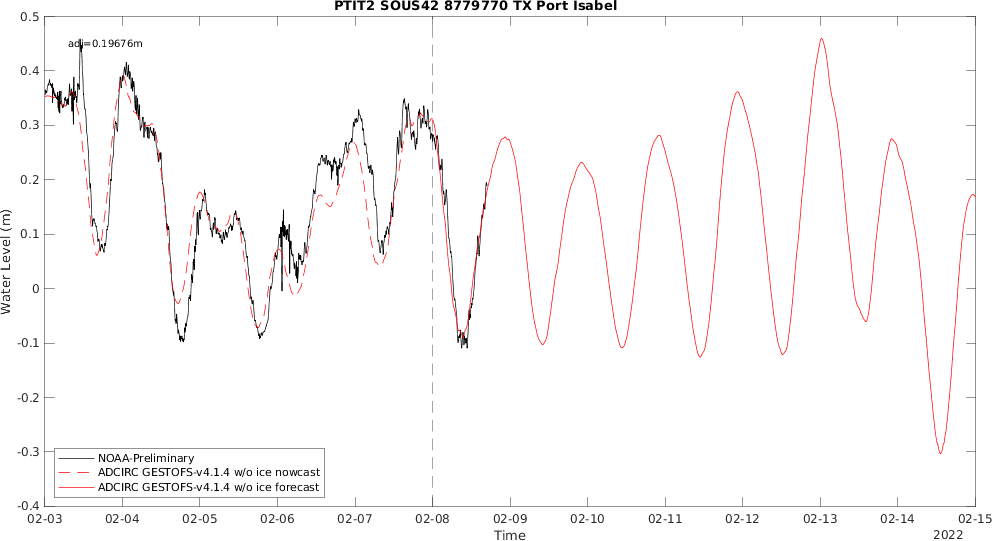 PTIT2 SOUS42 8779770 TX Port Isabel
0.5
0.4
0.3
0.2
0.1
0
-0.1
-0.2
-0.3
-0.4
Water Level (m)
adj=0.19676m
NOAA-Preliminary
ADCIRC GESTOFS-v4.1.4 w/o ice nowcast
ADCIRC GESTOFS-v4.1.4 w/o ice forecast
02-03 02-04 02-05 02-06 02-07 02-08 02-09 02-10 02-11 02-12 02-13 02-14 02-15
Time
2022